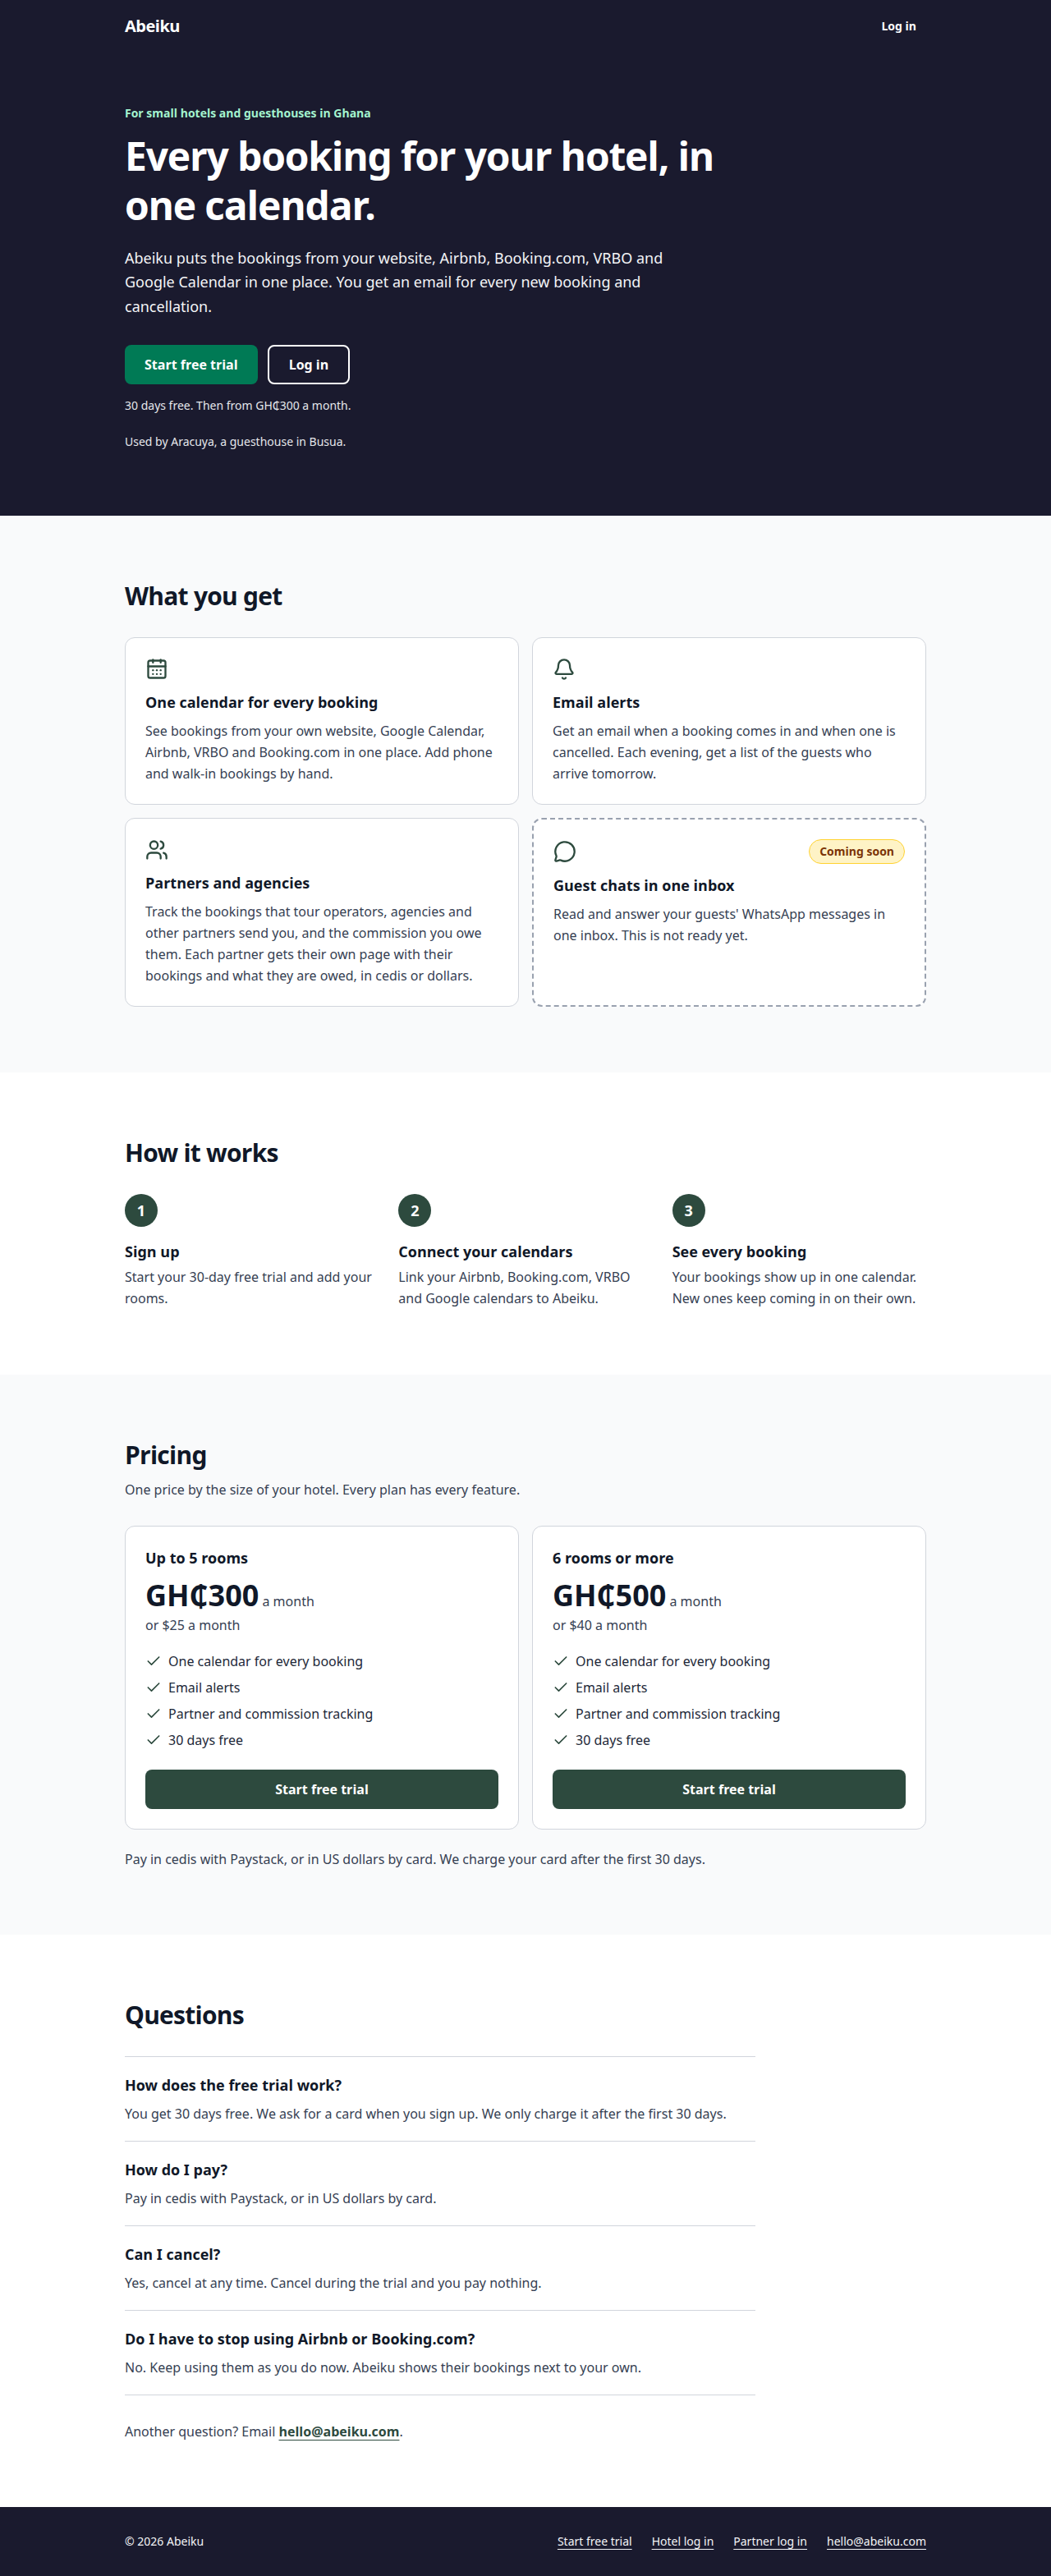 Abeiku
Log in
For small hotels and guesthouses in Ghana
Every booking for your hotel, in
one calendar.
Abeiku puts the bookings from your website, Airbnb, Booking.com, VRBO and
Google Calendar in one place. You get an email for every new booking and
cancellation.
Start free trial
Log in
30 days free. Then from GH₵300 a month.
Used by Aracuya, a guesthouse in Busua.
What you get
One calendar for every booking
See bookings from your own website, Google Calendar,
Airbnb, VRBO and Booking.com in one place. Add phone
and walk-in bookings by hand.
Email alerts
Get an email when a booking comes in and when one is
cancelled. Each evening, get a list of the guests who
arrive tomorrow.
Partners and agencies
Track the bookings that tour operators, agencies and
other partners send you, and the commission you owe
them. Each partner gets their own page with their
bookings and what they are owed, in cedis or dollars.
Coming soon
Guest chats in one inbox
Read and answer your guests' WhatsApp messages in
one inbox. This is not ready yet.
How it works
1
Sign up
Start your 30-day free trial and add your
rooms.
2
Connect your calendars
Link your Airbnb, Booking.com, VRBO
and Google calendars to Abeiku.
3
See every booking
Your bookings show up in one calendar.
New ones keep coming in on their own.
Pricing
One price by the size of your hotel. Every plan has every feature.
Up to 5 rooms
GH₵300 a month
or $25 a month
One calendar for every booking
Email alerts
Partner and commission tracking
30 days free
Start free trial
6 rooms or more
GH₵500 a month
or $40 a month
One calendar for every booking
Email alerts
Partner and commission tracking
30 days free
Start free trial
Pay in cedis with Paystack, or in US dollars by card. We charge your card after the first 30 days.
Questions
How does the free trial work?
You get 30 days free. We ask for a card when you sign up. We only charge it after the first 30 days.
How do I pay?
Pay in cedis with Paystack, or in US dollars by card.
Can I cancel?
Yes, cancel at any time. Cancel during the trial and you pay nothing.
Do I have to stop using Airbnb or Booking.com?
No. Keep using them as you do now. Abeiku shows their bookings next to your own.
Another question? Email hello@abeiku.com.
© 2026 Abeiku
Start free trial
Hotel log in
Partner log in
hello@abeiku.com